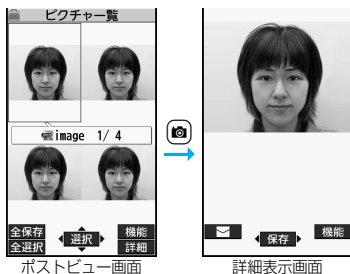 ピクチャー一覧
image 1/ 4
全保存
機能
全選択
選択
詳細
保存
機能
ポストビュー画面
詳細表示画面